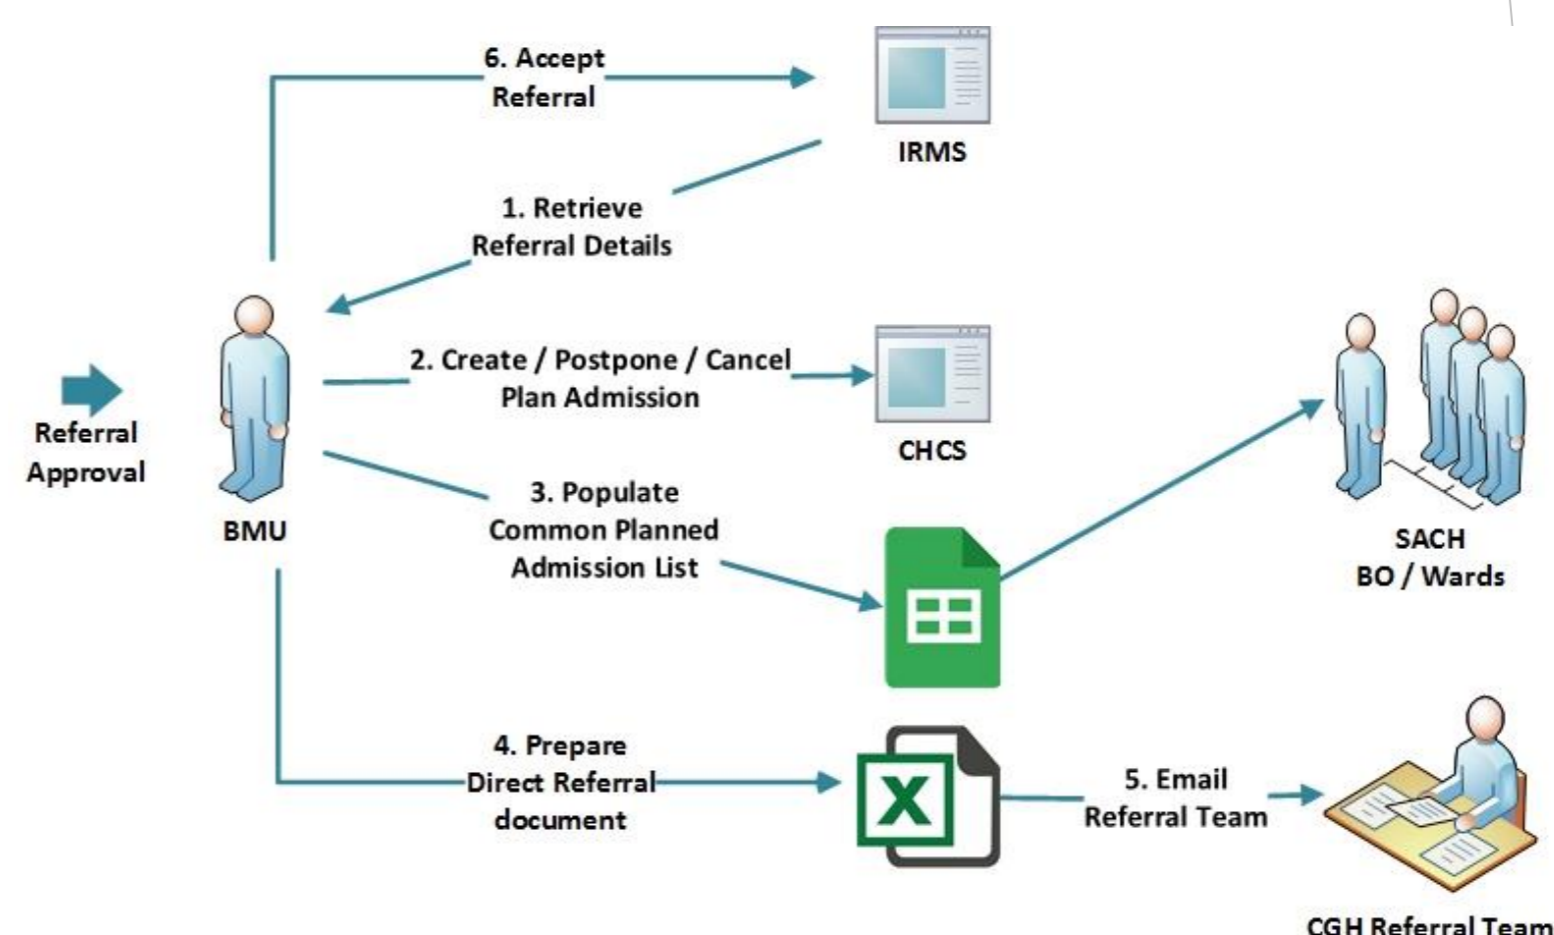 6. Accept
Referral
IRMS
1. Retrieve
Referral Details
2. Create / Postpone / Cancel
Plan Admission
CHCS
Referral
Approval
BMU
3. Populate
Common Planned
Admission List
SACH
BO / Wards
4. Prepare
Direct Referral
document
X
5. Email
Referral Team
CGH Referral Team